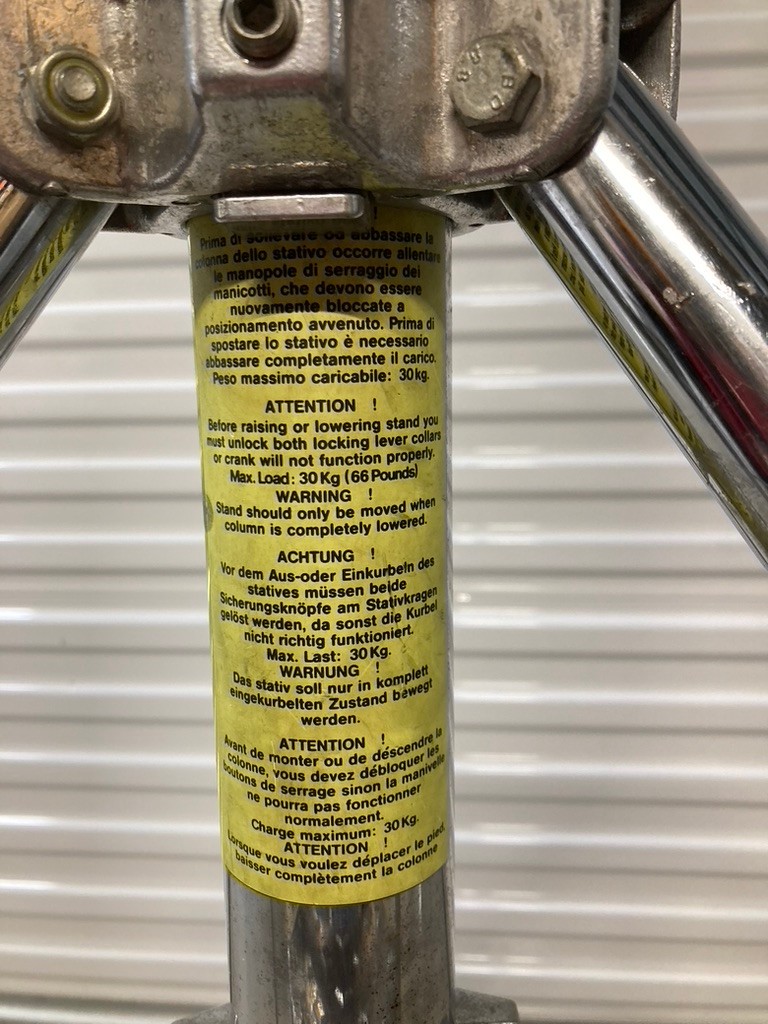 !
Prima di sollevare od abbassare la
colonna dello stativo occorre allentare
le manopole di serraggio dei
manicotti, che devono essere
nuovamente bloccate a
posizionamento avvenuto. Prima di
spostare lo stativo è necessario
abbassare completamente il carico.
Peso massimo caricabile: 30kg.
ATTENTION !
Before raising or lowering stand you
must unlock both locking lever collars
or crank will not function properly.
Max. Load: 30 Kg (66 Pounds)
WARNING !
Stand should only be moved when
column is completely lowered.
ACHTUNG !
Vor dem Aus-oder Einkurbeln des
statives müssen beide
Sicherungsknöpfe am Stativkragen
gelöst werden, da sonst die Kurbel
nicht richtig funktioniert.
Max. Last: 30 Kg.
WARNUNG !
Das stativ soll nur in komplett
eingekurbelten Zustand bewegt
werden.
ATTENTION !
Avant de monter ou de déscendre la
colonne, vous devez débloquer les
boutons de serrage sinon la manivelle
ne pourra pas fonctionner
normalement.
Charge maximum: 30 Kg.
ATTENTION !
Lorsque vous voulez déplacer le pied,
baisser complètement la colonne